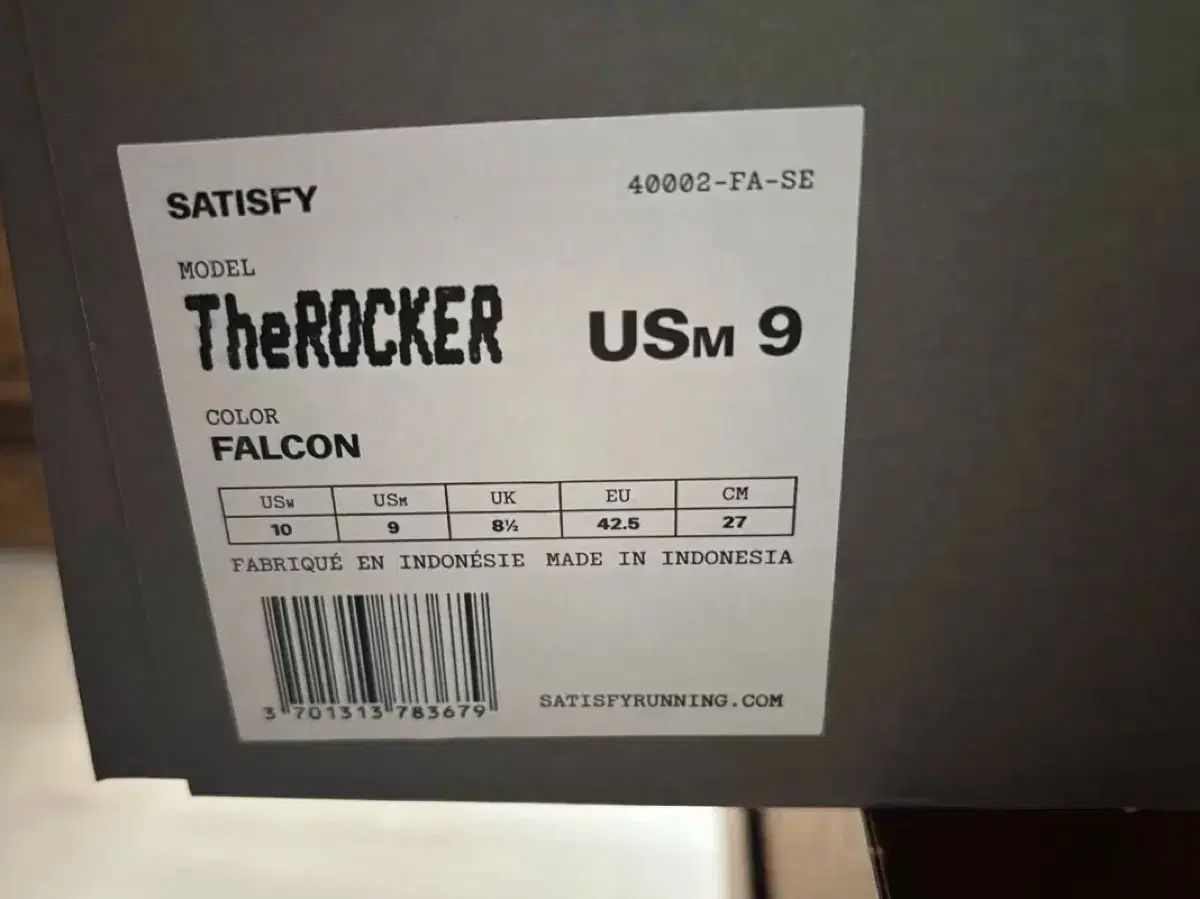 SATISFY
40002-FA-SE
MODEL
TheROCKER
USM 9
COLOR
FALCON
USW USM UK EU CM
10 9 8½ 42.5 27
FABRIQUÉ EN INDONÉSIE MADE IN INDONESIA
3 701313 783679
SATISFYRUNNING.COM